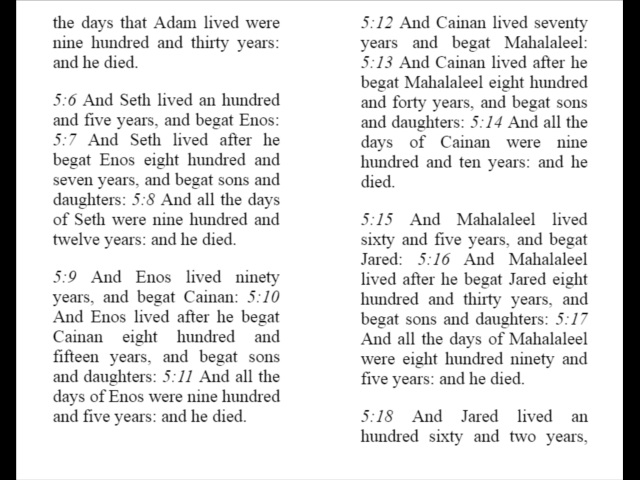 the days that Adam lived were
nine hundred and thirty years:
and he died.
5:6 And Seth lived an hundred
and five years, and begat Enos:
5:7 And Seth lived after he
begat Enos eight hundred and
seven years, and begat sons and
daughters: 5:8 And all the days
of Seth were nine hundred and
twelve years: and he died.
5:9 And Enos lived ninety
years, and begat Cainan: 5:10
And Enos lived after he begat
Cainan eight hundred and
fifteen years, and begat sons
and daughters: 5:11 And all the
days of Enos were nine hundred
and five years: and he died.
5:12 And Cainan lived seventy
years and begat Mahalaleel:
5:13 And Cainan lived after he
begat Mahalaleel eight hundred
and forty years, and begat sons
and daughters: 5:14 And all the
days of Cainan were nine
hundred and ten years: and he
died.
5:15 And Mahalaleel lived
sixty and five years, and begat
Jared: 5:16 And Mahalaleel
lived after he begat Jared eight
hundred and thirty years, and
begat sons and daughters: 5:17
And all the days of Mahalaleel
were eight hundred ninety and
five years: and he died.
5:18 And Jared lived an
hundred sixty and two years,